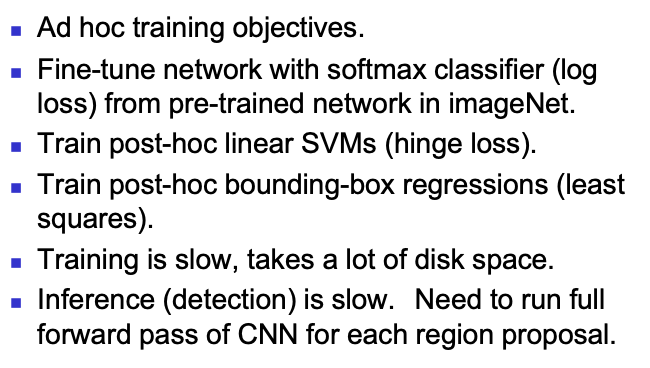 Ad hoc training objectives.
Fine-tune network with softmax classifier (log
loss) from pre-trained network in imageNet.
Train post-hoc linear SVMs (hinge loss).
Train post-hoc bounding-box regressions (least
squares).
Training is slow, takes a lot of disk space.
Inference (detection) is slow.  Need to run full
forward pass of CNN for each region proposal.